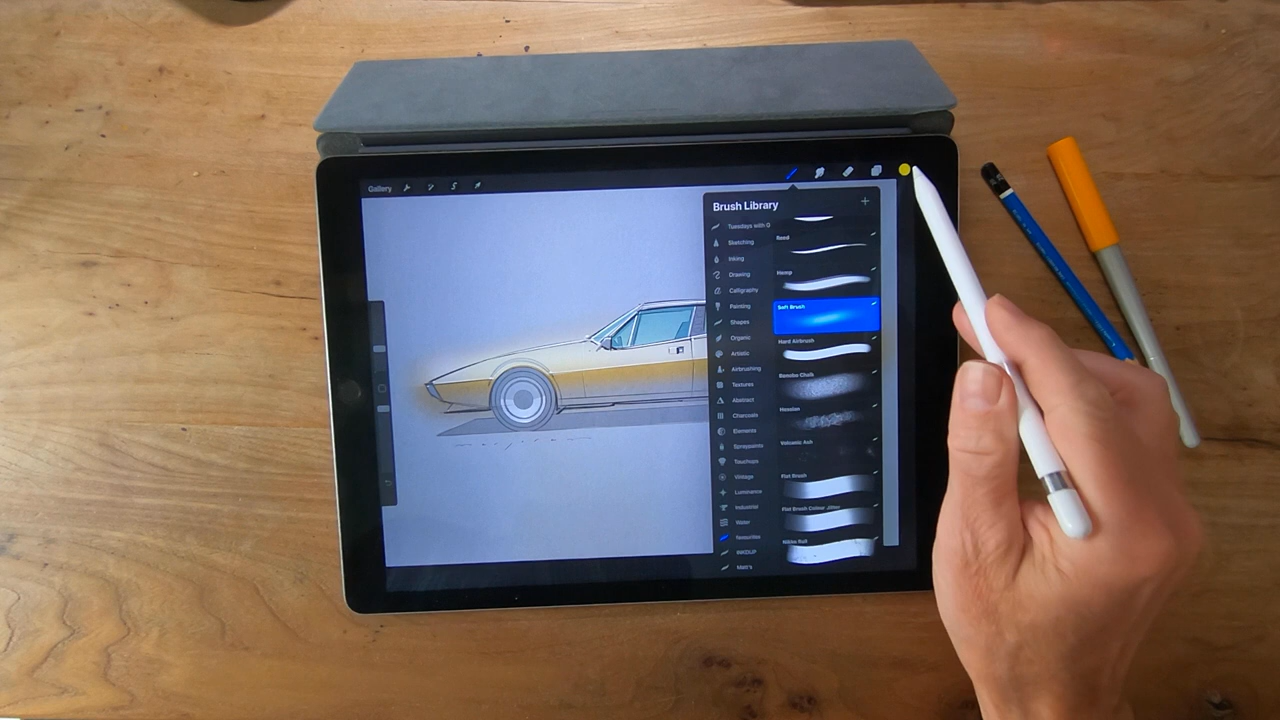 Gallery
Brush Library
Tuesdays with G
Sketching
Inking
Drawing
Calligraphy
Painting
Shapes
Organic
Artistic
Airbrushing
Textures
Abstract
Charcoals
Elements
Spraypaints
Touchups
Vintage
Luminance
Industrial
Water
favourites
Matt's
Reed
Hemp
Soft Brush
Hard Airbrush
Bonobo Chalk
Hessian
Volcanic Ash
Flat Brush
Flat Brush Colour Jitter
Nikko Rull